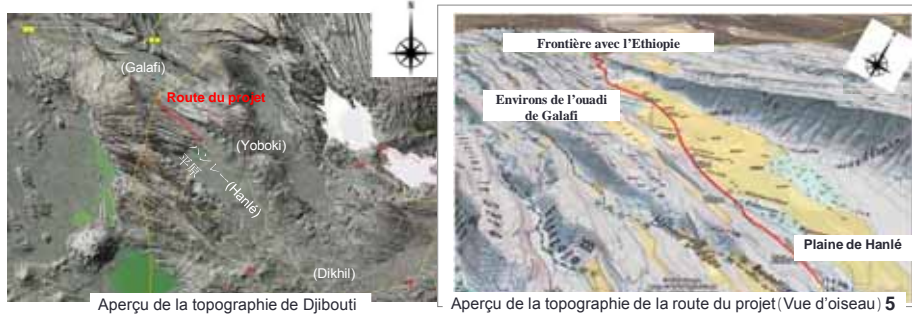 (Galafi)
Route du projet
(Yoboki)
ハンレー(Hanlé)
平原
(Dikhil)
Aperçu de la topographie de Djibouti
N
Frontière avec l'Ethiopie
Environs de l'ouadi
de Galafi
Plaine de Hanlé
Aperçu de la topographie de la route du projet(Vue d'oiseau) 5